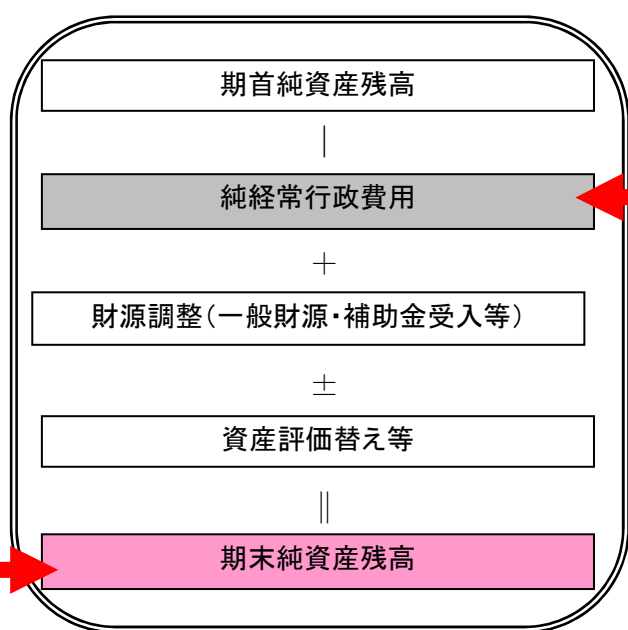 期首純資産残高
｜
純経常行政費用
＋
財源調整（一般財源・補助金受入等）
±
資産評価替え等
||
期末純資産残高